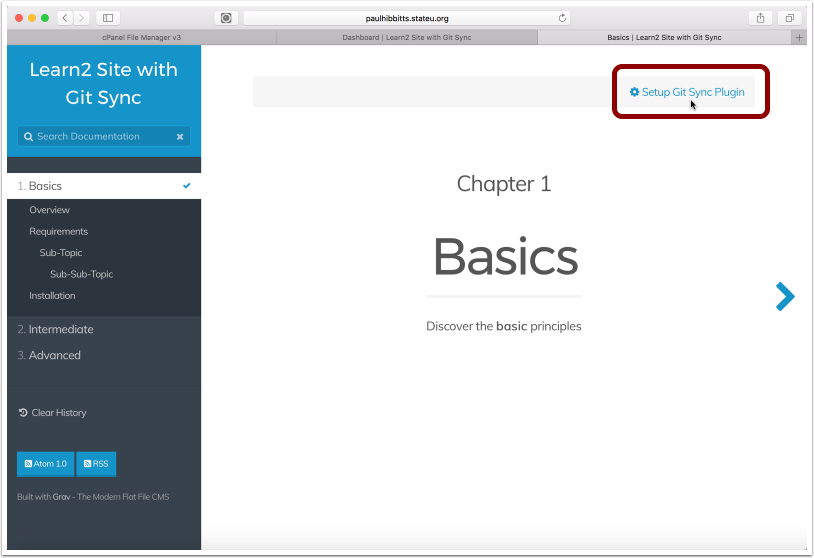 paulhibbitts.stateu.org
cPanel File Manager v3
Dashboard | Learn2 Site with Git Sync
Basics | Learn2 Site with Git Sync
Learn2 Site with
Git Sync
Search Documentation
1. Basics
Overview
Requirements
Sub-Topic
Sub-Sub-Topic
Installation
2. Intermediate
3. Advanced
Clear History
Atom 1.0
RSS
Built with Grav - The Modern Flat File CMS
Setup Git Sync Plugin
Chapter 1
Basics
Discover the basic principles